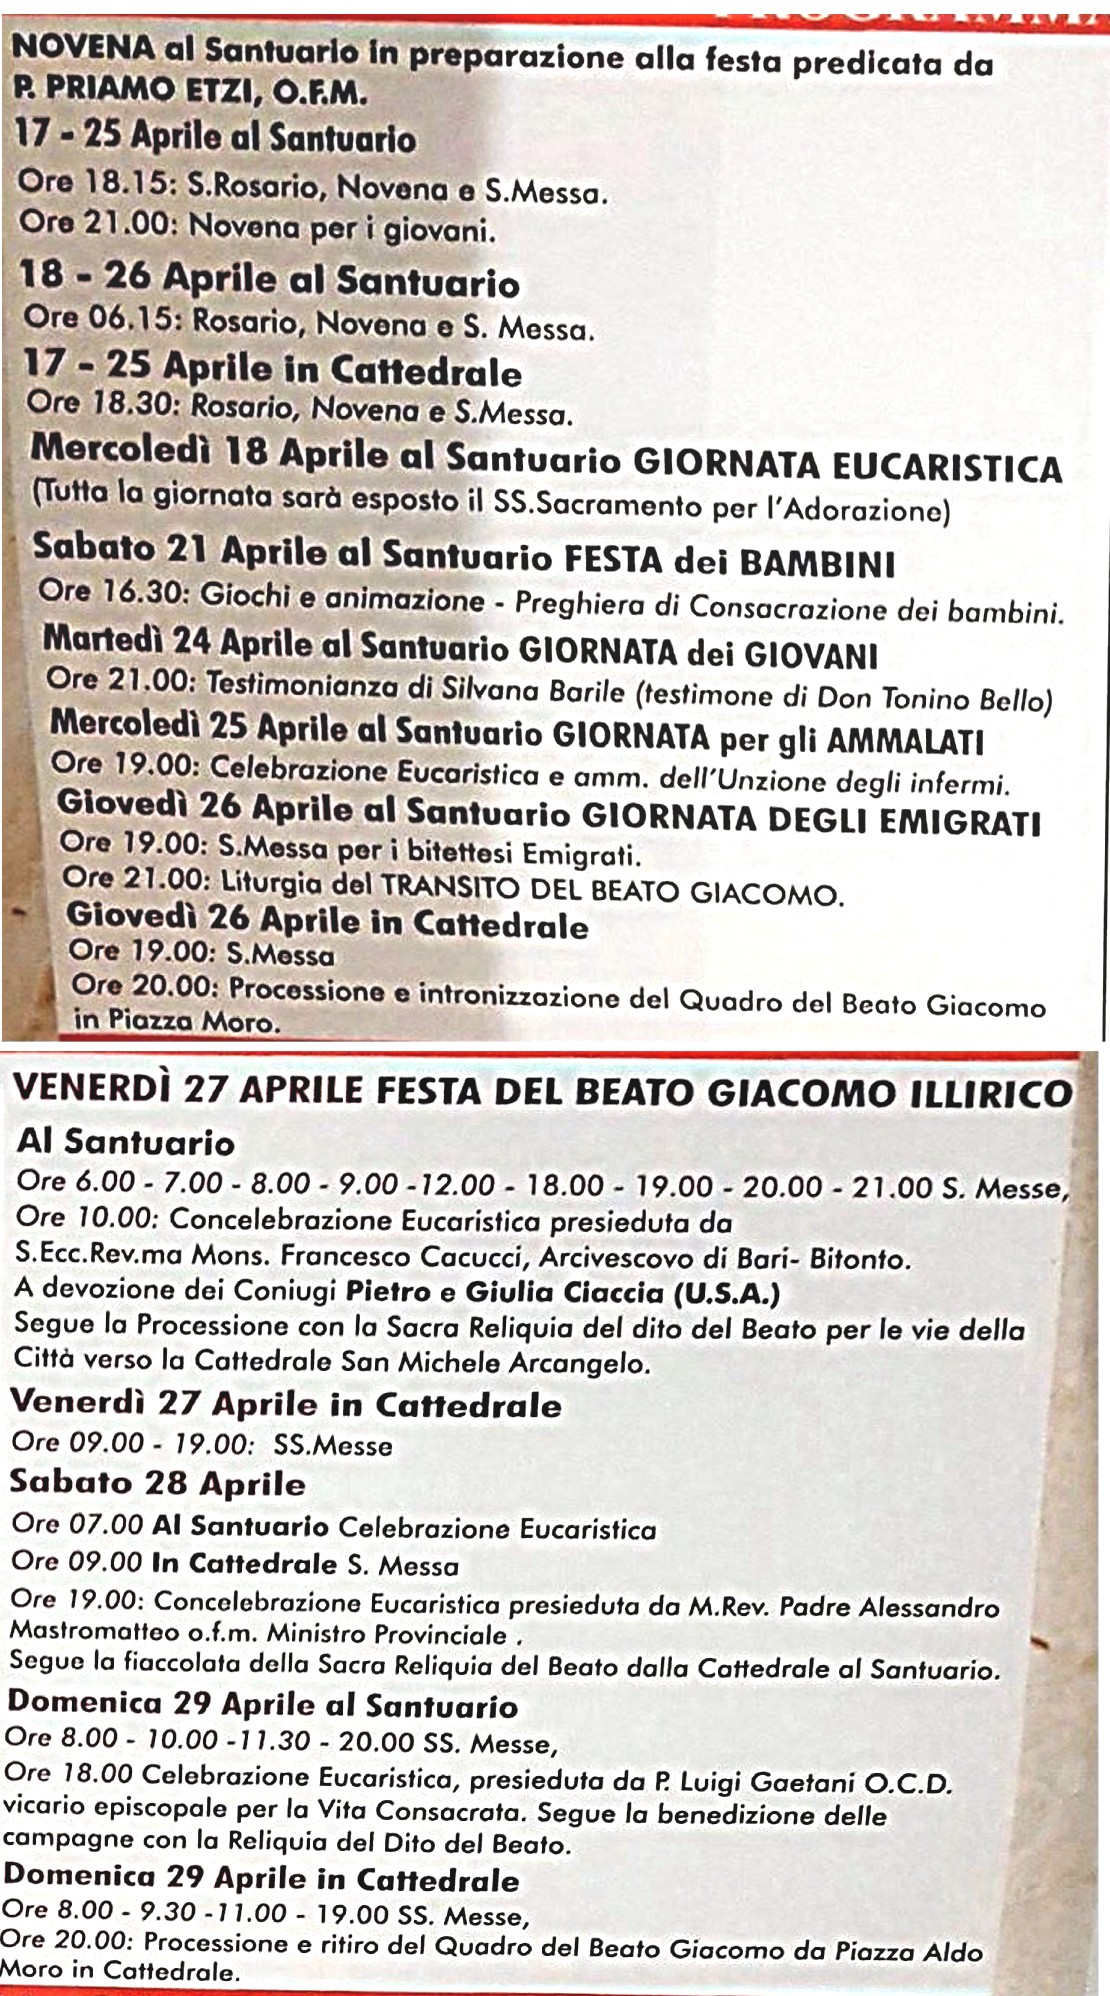 PROGRAMMA
NOVENA al Santuario in preparazione alla festa predicata da
P. PRIAMO ETZI, O.F.M.
17 - 25 Aprile al Santuario
Ore 18.15: S.Rosario, Novena e S.Messa.
Ore 21.00: Novena per i giovani.
18 - 26 Aprile al Santuario
Ore 06.15: Rosario, Novena e S. Messa.
17 - 25 Aprile in Cattedrale
Ore 18.30: Rosario, Novena e S.Messa.
Mercoledì 18 Aprile al Santuario GIORNATA EUCARISTICA
(Tutta la giornata sarà esposto il SS.Sacramento per l'Adorazione)
Sabato 21 Aprile al Santuario FESTA dei BAMBINI
Ore 16.30: Giochi e animazione - Preghiera di Consacrazione dei bambini.
Martedì 24 Aprile al Santuario GIORNATA dei GIOVANI
Ore 21.00: Testimonianza di Silvana Barile (testimone di Don Tonino Bello)
Mercoledì 25 Aprile al Santuario GIORNATA per gli AMMALATI
Ore 19.00: Celebrazione Eucaristica e amm. dell'Unzione degli infermi.
Giovedì 26 Aprile al Santuario GIORNATA DEGLI EMIGRATI
Ore 19.00: S.Messa per i bitettesi Emigrati.
Ore 21.00: Liturgia del TRANSITO DEL BEATO GIACOMO.
Giovedì 26 Aprile in Cattedrale
Ore 19.00: S.Messa
Ore 20.00: Processione e intronizzazione del Quadro del Beato Giacomo
in Piazza Moro.
VENERDÌ 27 APRILE FESTA DEL BEATO GIACOMO ILLIRICO
Al Santuario
Ore 6.00 - 7.00 - 8.00 - 9.00 -12.00 - 18.00 - 19.00 - 20.00 - 21.00 S. Messe,
Ore 10.00: Concelebrazione Eucaristica presieduta da
S.Ecc.Rev.ma Mons. Francesco Cacucci, Arcivescovo di Bari- Bitonto.
A devozione dei Coniugi Pietro e Giulia Ciaccia (U.S.A.)
Segue la Processione con la Sacra Reliquia del dito del Beato per le vie della
Città verso la Cattedrale San Michele Arcangelo.
Venerdì 27 Aprile in Cattedrale
Ore 09.00 - 19.00: SS.Messe
Sabato 28 Aprile
Ore 07.00 Al Santuario Celebrazione Eucaristica
Ore 09.00 In Cattedrale S. Messa
Ore 19.00: Concelebrazione Eucaristica presieduta da M.Rev. Padre Alessandro
Mastromatteo o.f.m. Ministro Provinciale .
Segue la fiaccolata della Sacra Reliquia del Beato dalla Cattedrale al Santuario.
Domenica 29 Aprile al Santuario
Ore 8.00 - 10.00 -11.30 - 20.00 SS. Messe,
Ore 18.00 Celebrazione Eucaristica, presieduta da P. Luigi Gaetani O.C.D.
vicario episcopale per la Vita Consacrata. Segue la benedizione delle
campagne con la Reliquia del Dito del Beato.
Domenica 29 Aprile in Cattedrale
Ore 8.00 - 9.30 -11.00 - 19.00 SS. Messe,
Ore 20.00: Processione e ritiro del Quadro del Beato Giacomo da Piazza Aldo
Moro in Cattedrale.